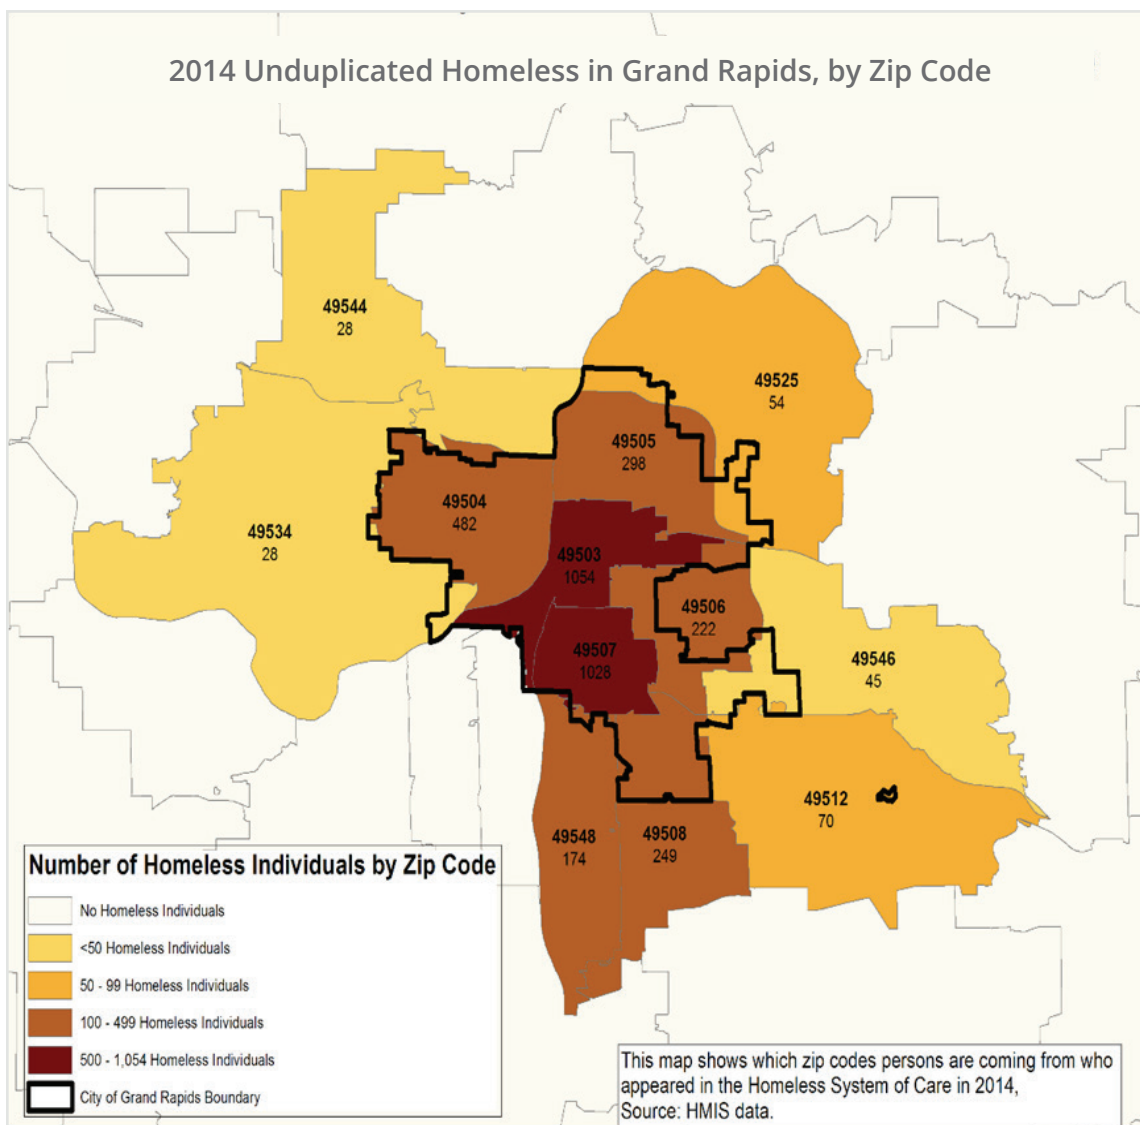 2014 Unduplicated Homeless in Grand Rapids, by Zip Code
49544
28
49525
54
49505
298
49504
482
49534
28
49503
1054
49506
222
49507
1028
49546
45
49512
70
49548
174
49508
249
Number of Homeless Individuals by Zip Code
No Homeless Individuals
<50 Homeless Individuals
50 - 99 Homeless Individuals
100 - 499 Homeless Individuals
500 - 1,054 Homeless Individuals
City of Grand Rapids Boundary
This map shows which zip codes persons are coming from who
appeared in the Homeless System of Care in 2014,
Source: HMIS data.